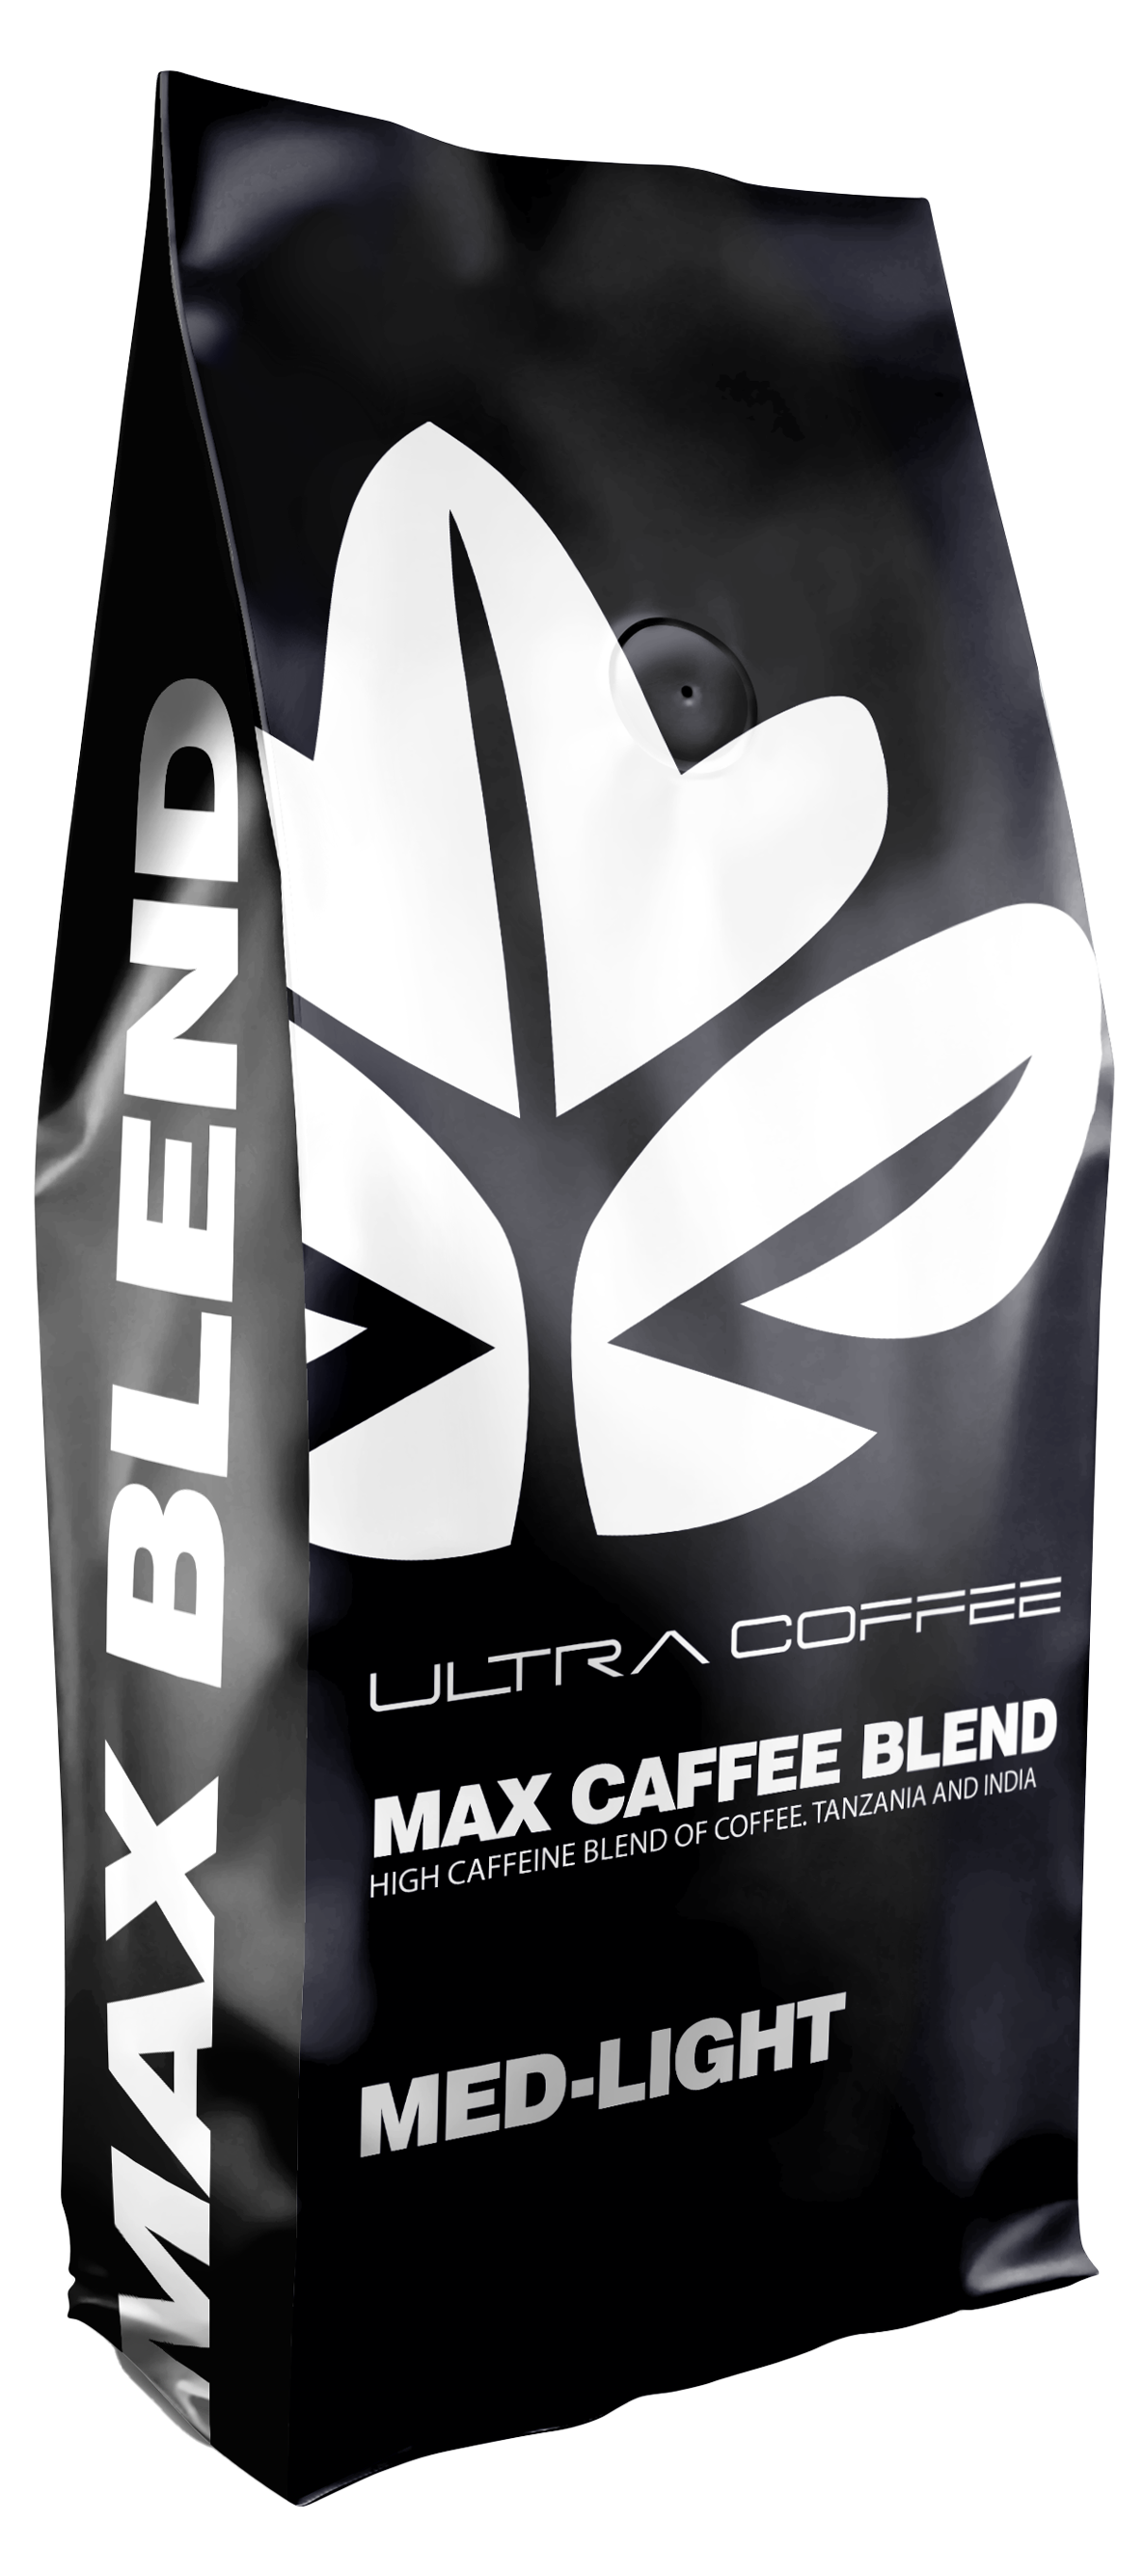 MAX BLEND
ULTRA COFFEE
MAX CAFFEE BLEND
HIGH CAFFEINE BLEND OF COFFEE. TANZANIA AND INDIA
MED-LIGHT